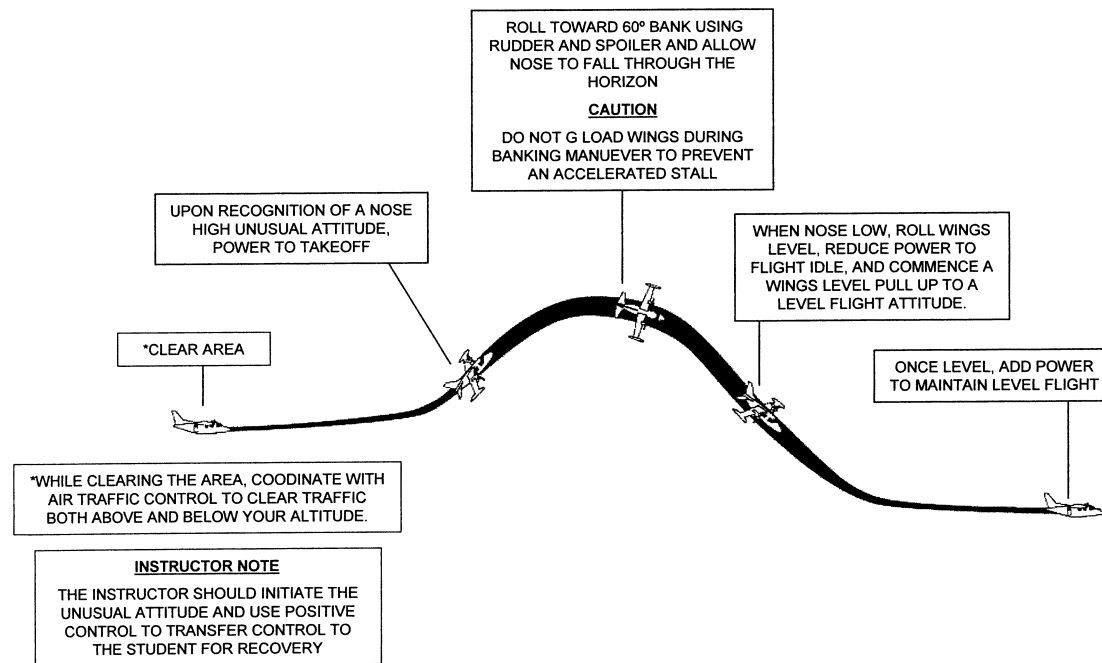 ROLL TOWARD 60º BANK USING
RUDDER AND SPOILER AND ALLOW
NOSE TO FALL THROUGH THE
HORIZON
CAUTION
DO NOT G LOAD WINGS DURING
BANKING MANUEVER TO PREVENT
AN ACCELERATED STALL
UPON RECOGNITION OF A NOSE
HIGH UNUSUAL ATTITUDE,
POWER TO TAKEOFF
WHEN NOSE LOW, ROLL WINGS
LEVEL, REDUCE POWER TO
FLIGHT IDLE, AND COMMENCE A
WINGS LEVEL PULL UP TO A
LEVEL FLIGHT ATTITUDE.
*CLEAR AREA
ONCE LEVEL, ADD POWER
TO MAINTAIN LEVEL FLIGHT
*WHILE CLEARING THE AREA, COODINATE WITH
AIR TRAFFIC CONTROL TO CLEAR TRAFFIC
BOTH ABOVE AND BELOW YOUR ALTITUDE.
INSTRUCTOR NOTE
THE INSTRUCTOR SHOULD INITIATE THE
UNUSUAL ATTITUDE AND USE POSITIVE
CONTROL TO TRANSFER CONTROL TO
THE STUDENT FOR RECOVERY